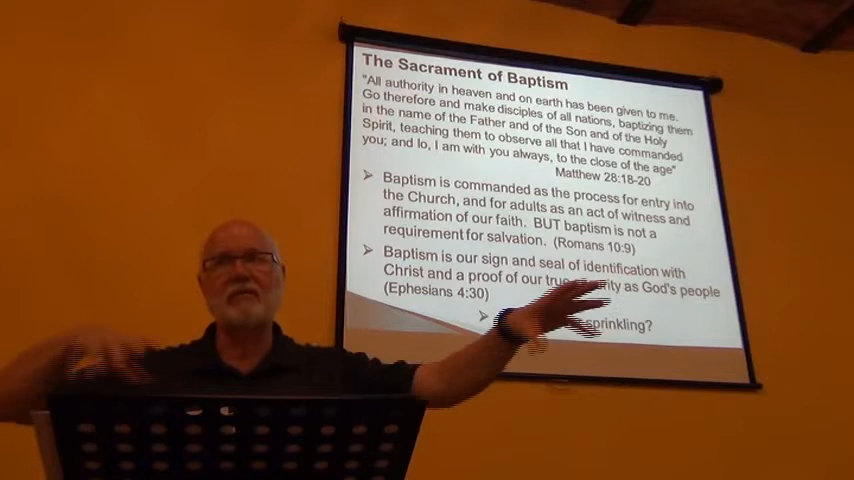 The Sacrament of Baptism
"All authority in heaven and on earth has been given to me.
Go therefore and make disciples of all nations, baptizing them
in the name of the Father and of the Son and of the Holy
Spirit, teaching them to observe all that I have commanded
you; and lo, I am with you always, to the close of the age"
Matthew 28:18-20
➢ Baptism is commanded as the process for entry into
the Church, and for adults as an act of witness and
affirmation of our faith. BUT baptism is not a
requirement for salvation. (Romans 10:9)
➢ Baptism is our sign and seal of identification with
Christ and a proof of our true as God's people
(Ephesians 4:30)
➢ sprinkling?